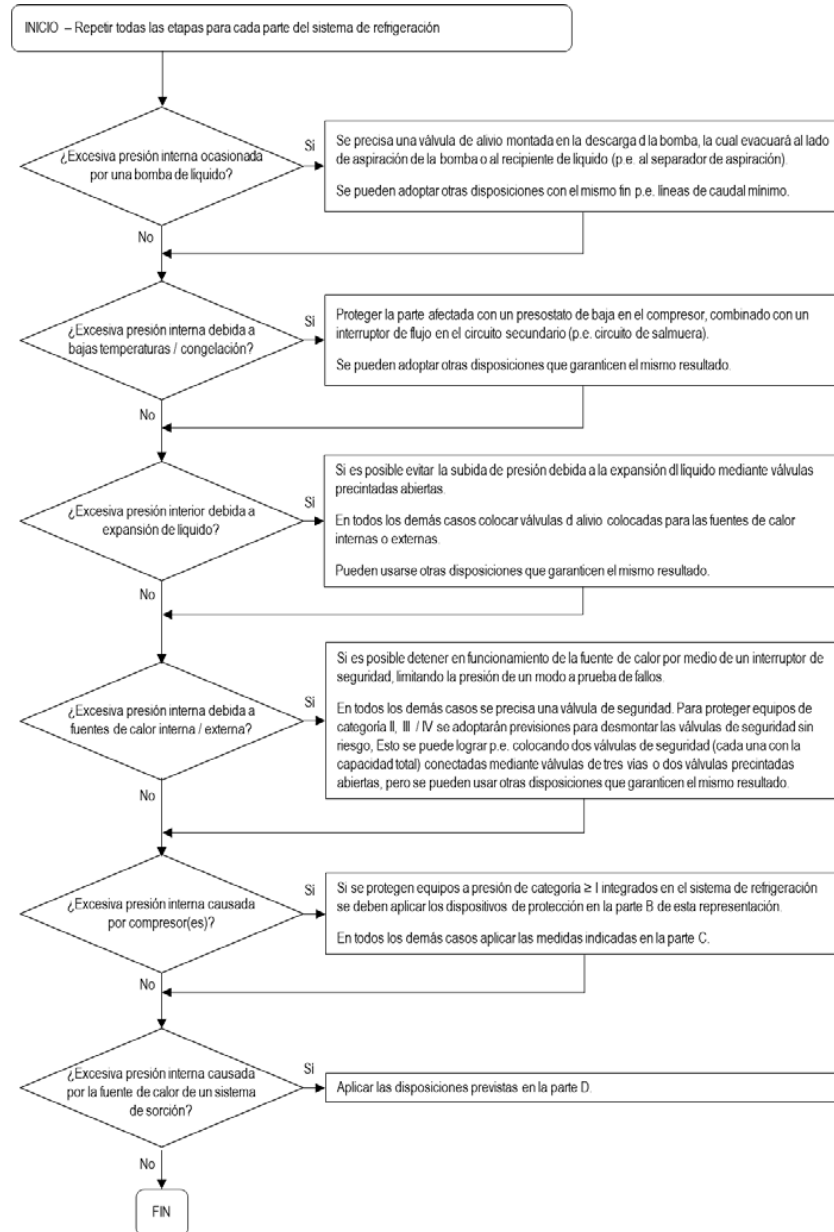 INICIO – Repetir todas las etapas para cada parte del sistema de refrigeración
¿Excesiva presión interna ocasionada
por una bomba de líquido?
Si
Se precisa una válvula de alivio montada en la descarga d la bomba, la cual evacuará al lado
de aspiración de la bomba o al recipiente de líquido (p.e. al separador de aspiración).
Se pueden adoptar otras disposiciones con el mismo fin p.e. líneas de caudal mínimo.
No
¿Excesiva presión interna debida a
bajas temperaturas / congelación?
Si
Proteger la parte afectada con un presostato de baja en el compresor, combinado con un
interruptor de flujo en el circuito secundario (p.e. circuito de salmuera).
Se pueden adoptar otras disposiciones que garanticen el mismo resultado.
No
¿Excesiva presión interior debida a
expansión de líquido?
Si
Si es posible evitar la subida de presión debida a la expansión dl líquido mediante válvulas
precintadas abiertas.
En todos los demás casos colocar válvulas d alivio colocadas para las fuentes de calor
internas o externas.
Pueden usarse otras disposiciones que garanticen el mismo resultado.
No
¿Excesiva presión interna debida a
fuentes de calor interna / externa?
Si
Si es posible detener en funcionamiento de la fuente de calor por medio de un interruptor de
seguridad, limitando la presión de un modo a prueba de fallos.
En todos los demás casos se precisa una válvula de seguridad. Para proteger equipos de
categoría II, III / IV se adoptarán previsiones para desmontar las válvulas de seguridad sin
riesgo, Esto se puede lograr p.e. colocando dos válvulas de seguridad (cada una con la
capacidad total) conectadas mediante válvulas de tres vías o dos válvulas precintadas
abiertas, pero se pueden usar otras disposiciones que garanticen el mismo resultado.
No
¿Excesiva presión interna causada
por compresor(es)?
Si
Si se protegen equipos a presión de categoría ≥ I integrados en el sistema de refrigeración
se deben aplicar los dispositivos de protección en la parte B de esta representación.
En todos los demás casos aplicar las medidas indicadas en la parte C.
No
¿Excesiva presión interna causada
por la fuente de calor de un sistema
de sorción?
Si
Aplicar las disposiciones previstas en la parte D.
No
FIN